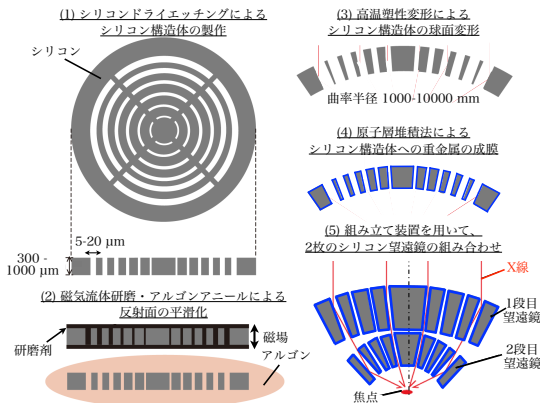 (1) シリコンドライエッチングによる
シリコン構造体の製作
シリコン
5-20 μm
300 -
1000 μm
(2) 磁気流体研磨・アルゴンアニールによる
反射面の平滑化
研磨剤
磁場
アルゴン
(3) 高温塑性変形による
シリコン構造体の球面変形
曲率半径 1000-10000 mm
(4) 原子層堆積法による
シリコン構造体への重金属の成膜
(5) 組み立て装置を用いて、
2枚のシリコン望遠鏡の組み合わせ
X線
1段目
望遠鏡
2段目
望遠鏡
焦点